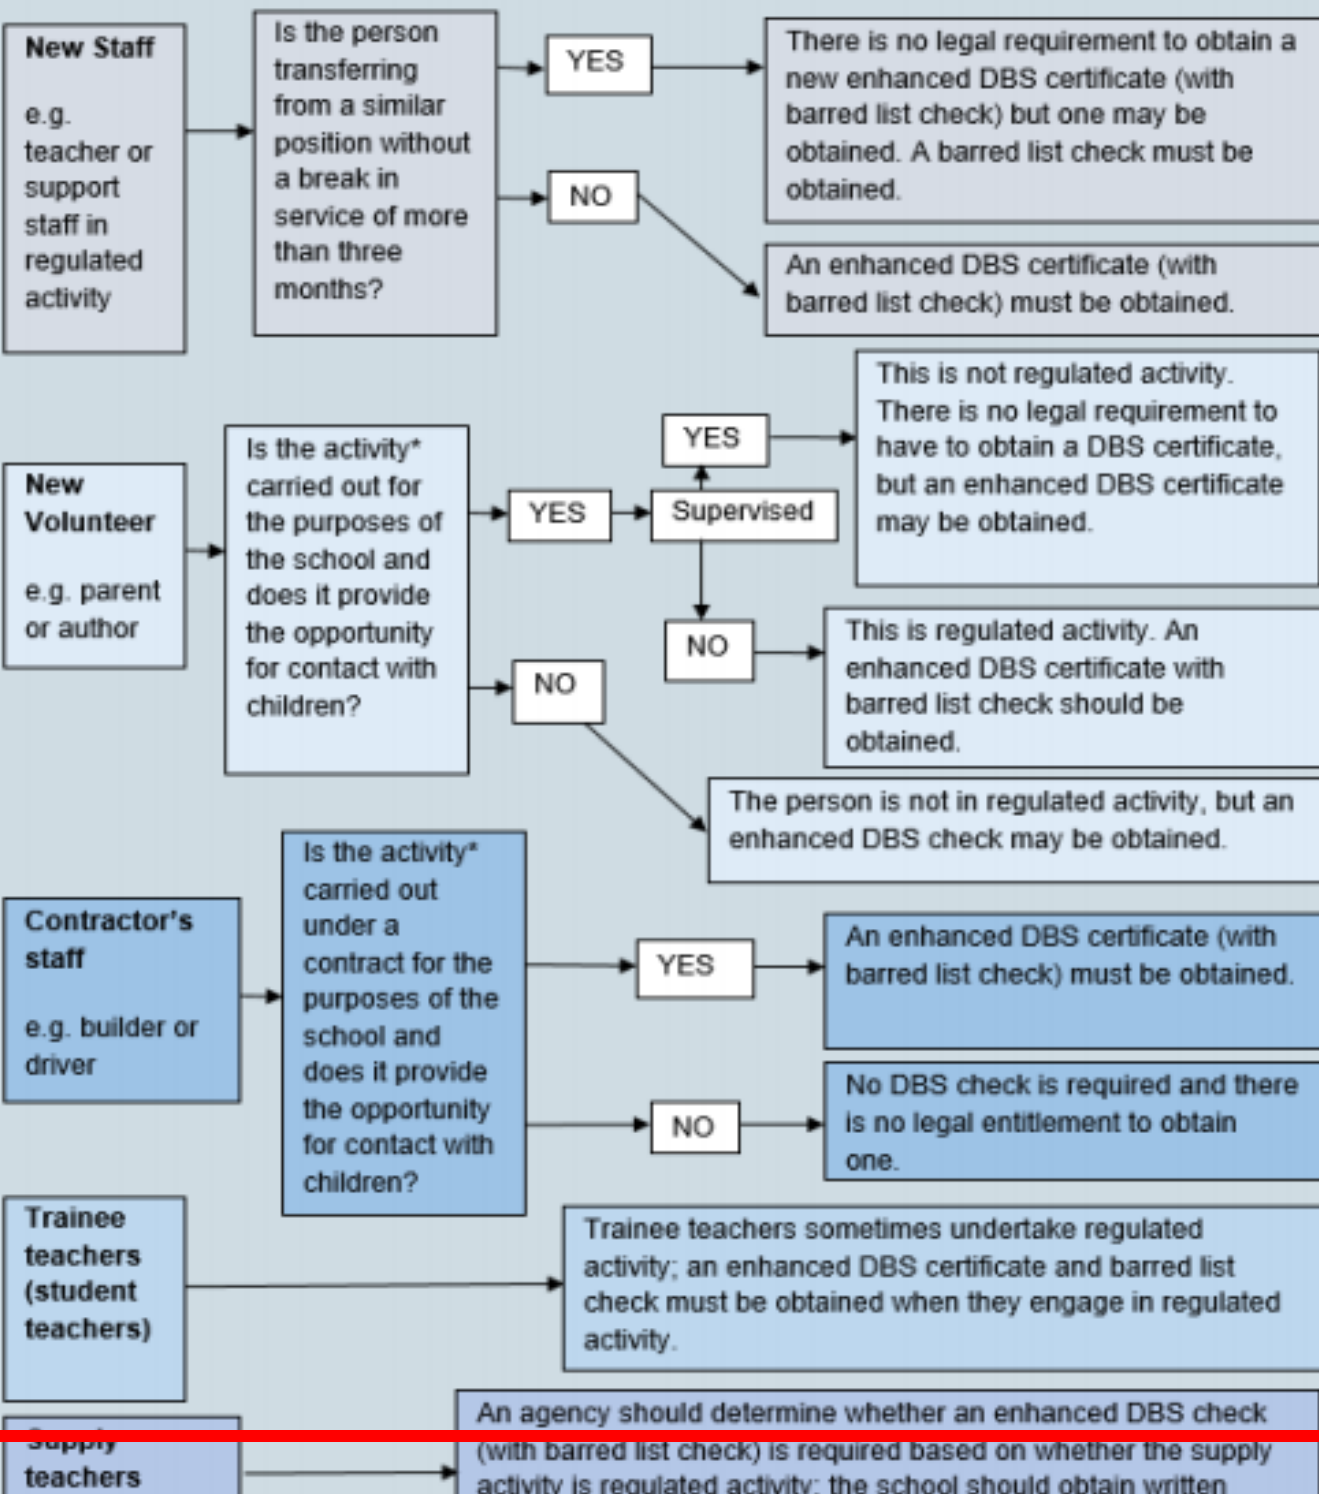 New Staff
e.g.
teacher or
support
staff in
regulated
activity
Is the person
transferring
from a similar
position without
a break in
service of more
than three
months?
YES
NO
There is no legal requirement to obtain a
new enhanced DBS certificate (with
barred list check) but one may be
obtained. A barred list check must be
obtained.
An enhanced DBS certificate (with
barred list check) must be obtained.
New
Volunteer
e.g. parent
or author
Is the activity*
carried out for
the purposes of
the school and
does it provide
the opportunity
for contact with
children?
YES
Supervised
YES
NO
NO
This is not regulated activity.
There is no legal requirement to
have to obtain a DBS certificate,
but an enhanced DBS certificate
may be obtained.
This is regulated activity. An
enhanced DBS certificate with
barred list check should be
obtained.
The person is not in regulated activity, but an
enhanced DBS check may be obtained.
Contractor's
staff
e.g. builder or
driver
Is the activity*
carried out
under a
contract for the
purposes of the
school and
does it provide
the opportunity
for contact with
children?
YES
NO
An enhanced DBS certificate (with
barred list check) must be obtained.
No DBS check is required and there
is no legal entitlement to obtain
one.
Trainee
teachers
(student
teachers)
Trainee teachers sometimes undertake regulated
activity; an enhanced DBS certificate and barred list
check must be obtained when they engage in regulated
activity.
Supply
teachers
An agency should determine whether an enhanced DBS check
(with barred list check) is required based on whether the supply
activity is regulated activity; the school should obtain written